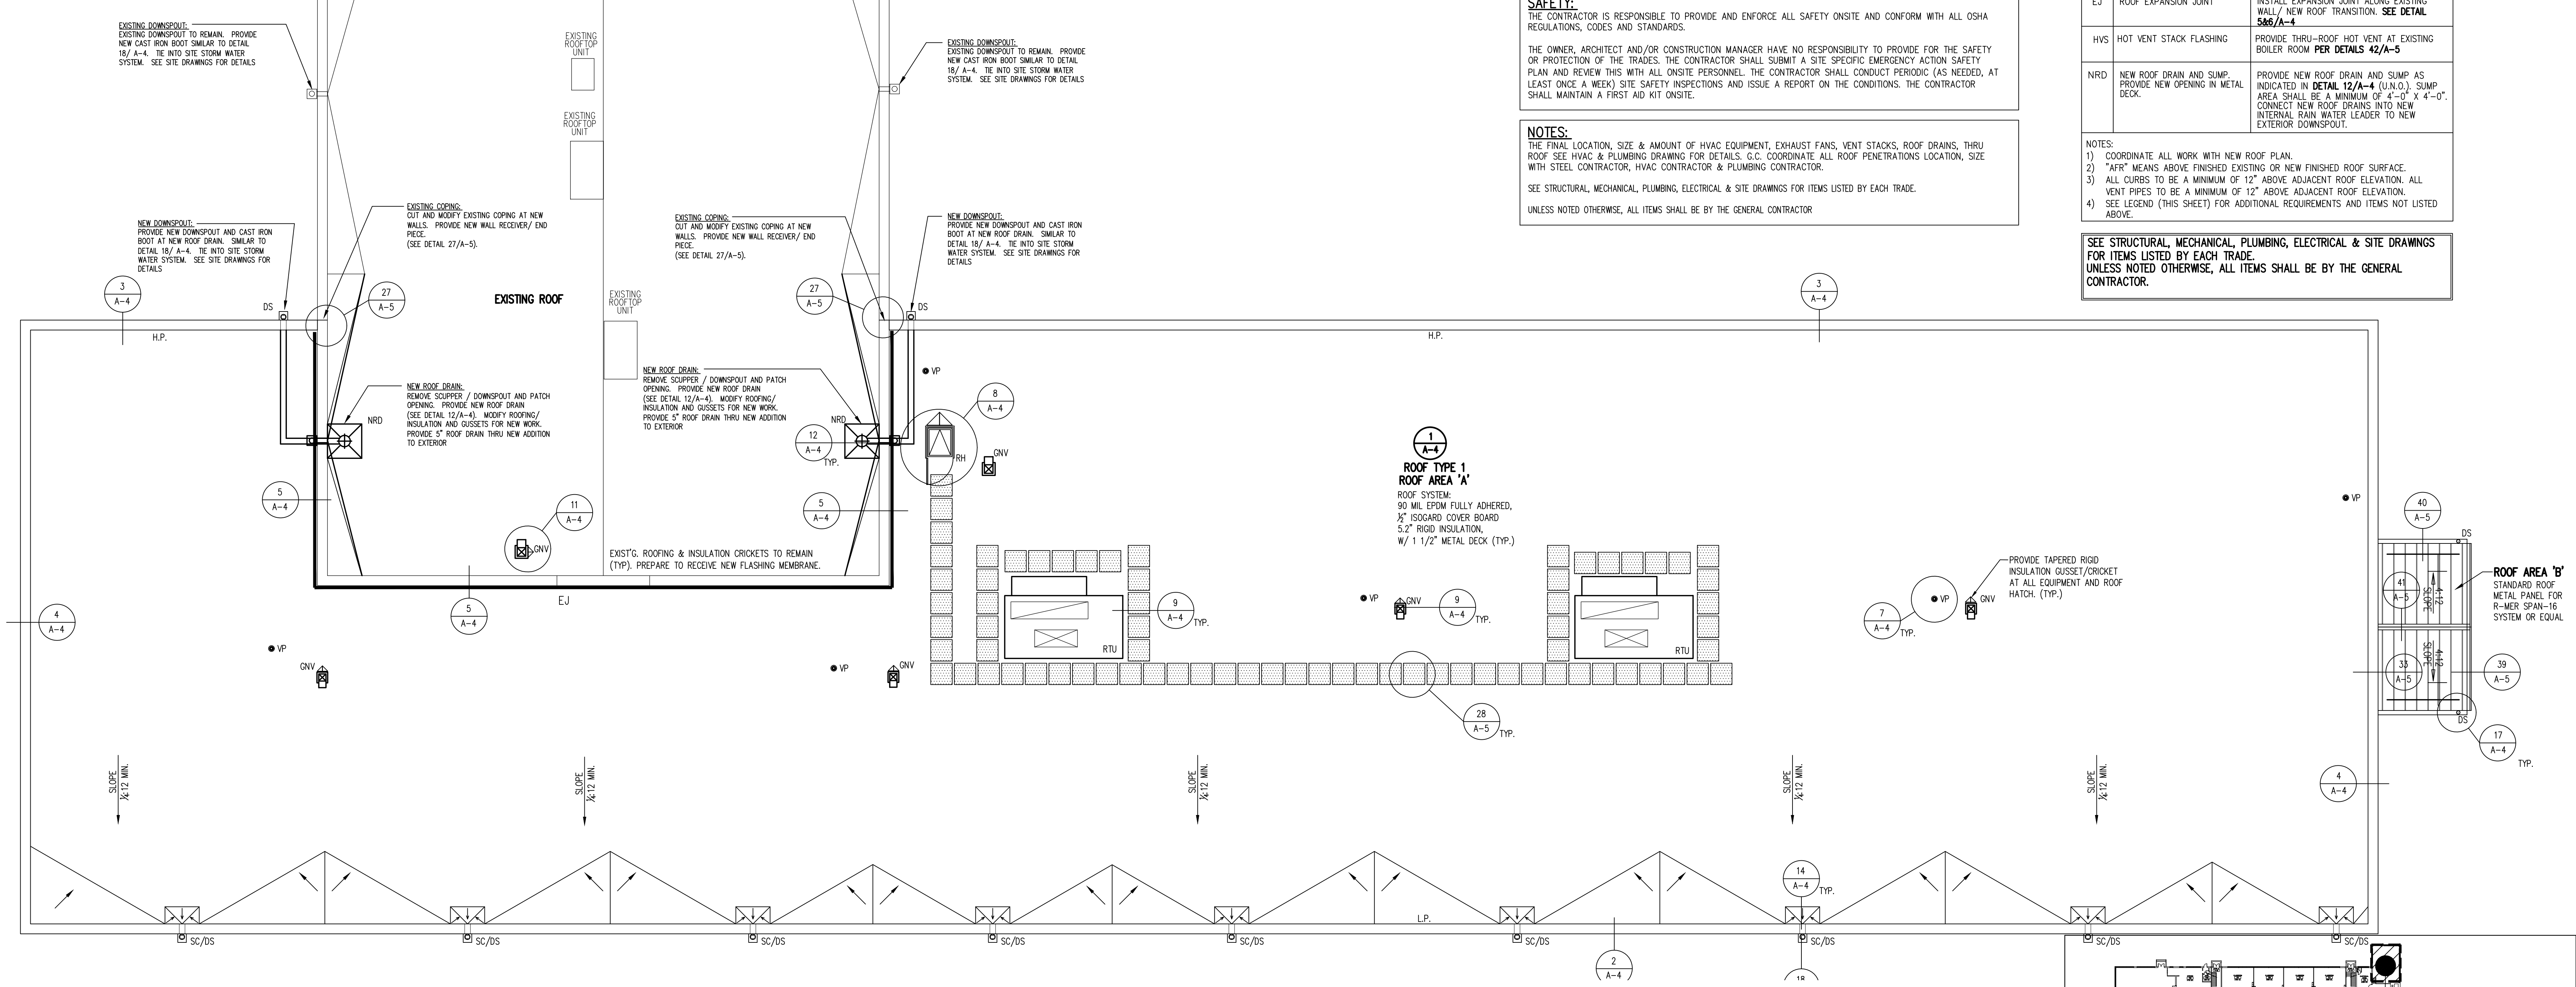 EXISTING DOWNSPOUT:
EXISTING DOWNSPOUT TO REMAIN. PROVIDE
NEW CAST IRON BOOT SIMILAR TO DETAIL
18/ A-4. TIE INTO SITE STORM WATER
SYSTEM. SEE SITE DRAWINGS FOR DETAILS
EXISTING
ROOFTOP
UNIT
EXISTING
ROOFTOP
UNIT
EXISTING DOWNSPOUT:
EXISTING DOWNSPOUT TO REMAIN. PROVIDE
NEW CAST IRON BOOT SIMILAR TO DETAIL
18/ A-4. TIE INTO SITE STORM WATER
SYSTEM. SEE SITE DRAWINGS FOR DETAILS
SAFETY:
THE CONTRACTOR IS RESPONSIBLE TO PROVIDE AND ENFORCE ALL SAFETY ONSITE AND CONFORM WITH ALL OSHA
REGULATIONS, CODES AND STANDARDS.
THE OWNER, ARCHITECT AND/OR CONSTRUCTION MANAGER HAVE NO RESPONSIBILITY TO PROVIDE FOR THE SAFETY
OR PROTECTION OF THE TRADES. THE CONTRACTOR SHALL SUBMIT A SITE SPECIFIC EMERGENCY ACTION SAFETY
PLAN AND REVIEW THIS WITH ALL ONSITE PERSONNEL. THE CONTRACTOR SHALL CONDUCT PERIODIC (AS NEEDED, AT
LEAST ONCE A WEEK) SITE SAFETY INSPECTIONS AND ISSUE A REPORT ON THE CONDITIONS. THE CONTRACTOR
SHALL MAINTAIN A FIRST AID KIT ONSITE.
NOTES:
THE FINAL LOCATION, SIZE & AMOUNT OF HVAC EQUIPMENT, EXHAUST FANS, VENT STACKS, ROOF DRAINS, THRU
ROOF SEE HVAC & PLUMBING DRAWING FOR DETAILS. G.C. COORDINATE ALL ROOF PENETRATIONS LOCATION, SIZE
WITH STEEL CONTRACTOR, HVAC CONTRACTOR & PLUMBING CONTRACTOR.
SEE STRUCTURAL, MECHANICAL, PLUMBING, ELECTRICAL & SITE DRAWINGS FOR ITEMS LISTED BY EACH TRADE.
UNLESS NOTED OTHERWISE, ALL ITEMS SHALL BE BY THE GENERAL CONTRACTOR
EJ
ROOF EXPANSION JOINT
INSTALL EXPANSION JOINT ALONG EXISTING
WALL/ NEW ROOF TRANSITION. SEE DETAIL
5&6/A-4
HVS
HOT VENT STACK FLASHING
PROVIDE THRU-ROOF HOT VENT AT EXISTING
BOILER ROOM PER DETAILS 42/A-5
NRD
NEW ROOF DRAIN AND SUMP.
PROVIDE NEW OPENING IN METAL
DECK.
PROVIDE NEW ROOF DRAIN AND SUMP AS
INDICATED IN DETAIL 12/A-4 (U.N.O.). SUMP
AREA SHALL BE A MINIMUM OF 4'-0" X 4'-0".
CONNECT NEW ROOF DRAINS INTO NEW
INTERNAL RAIN WATER LEADER TO NEW
EXTERIOR DOWNSPOUT.
NOTES:
1) COORDINATE ALL WORK WITH NEW ROOF PLAN.
2) "AFR" MEANS ABOVE FINISHED EXISTING OR NEW FINISHED ROOF SURFACE.
3) ALL CURBS TO BE A MINIMUM OF 12" ABOVE ADJACENT ROOF ELEVATION. ALL
VENT PIPES TO BE A MINIMUM OF 12" ABOVE ADJACENT ROOF ELEVATION.
4) SEE LEGEND (THIS SHEET) FOR ADDITIONAL REQUIREMENTS AND ITEMS NOT LISTED
ABOVE.
SEE STRUCTURAL, MECHANICAL, PLUMBING, ELECTRICAL & SITE DRAWINGS
FOR ITEMS LISTED BY EACH TRADE.
UNLESS NOTED OTHERWISE, ALL ITEMS SHALL BE BY THE GENERAL
CONTRACTOR.
NEW DOWNSPOUT:
PROVIDE NEW DOWNSPOUT AND CAST IRON
BOOT AT NEW ROOF DRAIN. SIMILAR TO
DETAIL 18/ A-4. TIE INTO SITE STORM
WATER SYSTEM. SEE SITE DRAWINGS FOR
DETAILS
EXISTING COPING:
CUT AND MODIFY EXISTING COPING AT NEW
WALLS. PROVIDE NEW WALL RECEIVER/ END
PIECE.
(SEE DETAIL 27/A-5).
EXISTING COPING:
CUT AND MODIFY EXISTING COPING AT NEW
WALLS. PROVIDE NEW WALL RECEIVER/ END
PIECE.
(SEE DETAIL 27/A-5).
NEW DOWNSPOUT:
PROVIDE NEW DOWNSPOUT AND CAST IRON
BOOT AT NEW ROOF DRAIN. SIMILAR TO
DETAIL 18/ A-4. TIE INTO SITE STORM
WATER SYSTEM. SEE SITE DRAWINGS FOR
DETAILS
3
A-4
DS
27
A-5
EXISTING ROOF
EXISTING
ROOFTOP
UNIT
27
A-5
DS
3
A-4
H.P.
H.P.
NEW ROOF DRAIN:
REMOVE SCUPPER / DOWNSPOUT AND PATCH
OPENING. PROVIDE NEW ROOF DRAIN
(SEE DETAIL 12/A-4). MODIFY ROOFING/
INSULATION AND GUSSETS FOR NEW WORK.
PROVIDE 5" ROOF DRAIN THRU NEW ADDITION
TO EXTERIOR
NRD
NEW ROOF DRAIN:
REMOVE SCUPPER / DOWNSPOUT AND PATCH
OPENING. PROVIDE NEW ROOF DRAIN
(SEE DETAIL 12/A-4). MODIFY ROOFING/
INSULATION AND GUSSETS FOR NEW WORK.
PROVIDE 5" ROOF DRAIN THRU NEW ADDITION
TO EXTERIOR
NRD
12
A-4
TYP.
VP
8
A-4
RH
GNV
1
A-4
ROOF TYPE 1
ROOF AREA 'A'
ROOF SYSTEM:
90 MIL EPDM FULLY ADHERED,
½" ISOGARD COVER BOARD
5.2" RIGID INSULATION,
W/ 1 1/2" METAL DECK (TYP.)
5
A-4
11
A-4
GNV
5
A-4
EXIST'G. ROOFING & INSULATION CRICKETS TO REMAIN
(TYP). PREPARE TO RECEIVE NEW FLASHING MEMBRANE.
EJ
5
A-4
4
A-4
VP
GNV
VP
GNV
RTU
9
A-4
TYP.
VP
GNV
9
A-4
TYP.
RTU
28
A-5
TYP.
7
A-4
TYP.
VP
GNV
PROVIDE TAPERED RIGID
INSULATION GUSSET/CRICKET
AT ALL EQUIPMENT AND ROOF
HATCH. (TYP.)
VP
40
A-5
DS
ROOF AREA 'B'
STANDARD ROOF
METAL PANEL FOR
R-MER SPAN-16
SYSTEM OR EQUAL
41
A-5
4:12
SLOPE
33
A-5
4:12
SLOPE
39
A-5
DS
17
A-4
TYP.
4
A-4
SLOPE
¼:12 MIN.
SLOPE
¼:12 MIN.
SLOPE
¼:12 MIN.
SLOPE
¼:12 MIN.
SLOPE
¼:12 MIN.
14
A-4
TYP.
L.P.
SC/DS
SC/DS
SC/DS
SC/DS
SC/DS
SC/DS
SC/DS
SC/DS
SC/DS
2
A-4
18